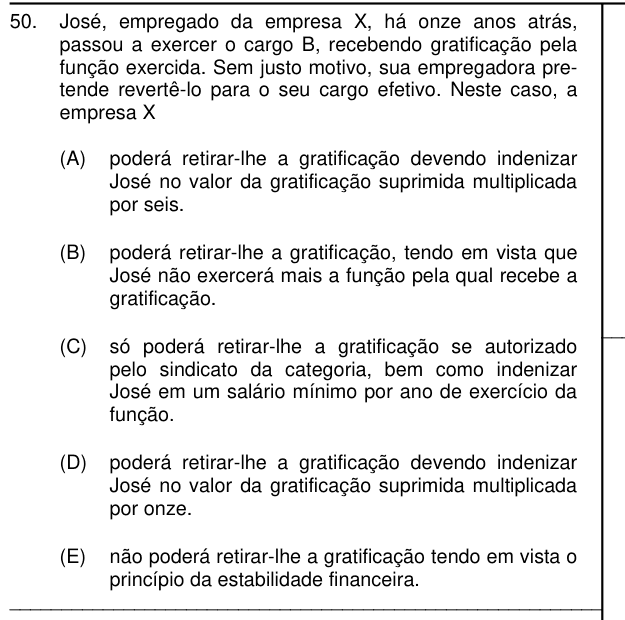 50. José, empregado da empresa X, há onze anos atrás,
passou a exercer o cargo B, recebendo gratificação pela
função exercida. Sem justo motivo, sua empregadora pre-
tende revertê-lo para o seu cargo efetivo. Neste caso, a
empresa X
(A) poderá retirar-lhe a gratificação devendo indenizar
José no valor da gratificação suprimida multiplicada
por seis.
(B) poderá retirar-lhe a gratificação, tendo em vista que
José não exercerá mais a função pela qual recebe a
gratificação.
(C) só poderá retirar-lhe a gratificação se autorizado
pelo sindicato da categoria, bem como indenizar
José em um salário mínimo por ano de exercício da
função.
(D) poderá retirar-lhe a gratificação devendo indenizar
José no valor da gratificação suprimida multiplicada
por onze.
(E) não poderá retirar-lhe a gratificação tendo em vista o
princípio da estabilidade financeira.